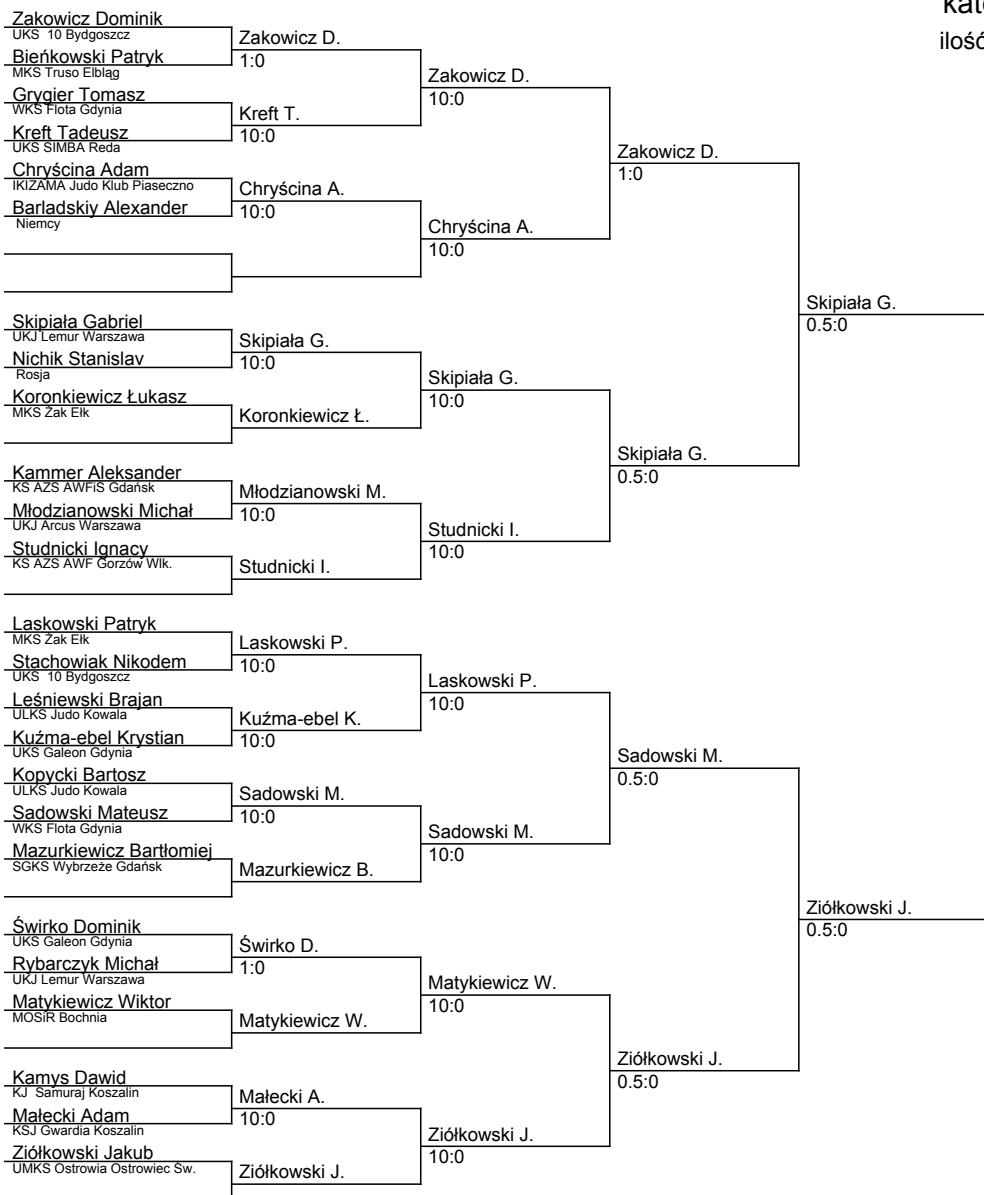 Zakowicz Dominik
UKS 10 Bydgoszcz
Bieńkowski Patryk
MKS Truso Elbląg
Grygier Tomasz
WKS Flota Gdynia
Kreft Tadeusz
UKS SIMBA Reda
Chryścina Adam
IKIZAMA Judo Klub Piaseczno
Barladskiy Alexander
Niemcy
Skipiała Gabriel
UKJ Lemur Warszawa
Nichik Stanislav
Rosja
Koronkiewicz Łukasz
MKS Żak Ełk
Kammer Aleksander
KS AZS AWFiS Gdańsk
Młodzianowski Michał
UKJ Arcus Warszawa
Studnicki Ignacy
KS AZS AWF Gorzów Wlk.
Laskowski Patryk
MKS Żak Ełk
Stachowiak Nikodem
UKS 10 Bydgoszcz
Leśniewski Brajan
ULKS Judo Kowala
Kuźma-ebel Krystian
UKS Galeon Gdynia
Kopycki Bartosz
ULKS Judo Kowala
Sadowski Mateusz
WKS Flota Gdynia
Mazurkiewicz Bartłomiej
SGKS Wybrzeże Gdańsk
Świrko Dominik
UKS Galeon Gdynia
Rybarczyk Michał
UKJ Lemur Warszawa
Matykiewicz Wiktor
MOSiR Bochnia
Kamys Dawid
KJ Samuraj Koszalin
Małecki Adam
KSJ Gwardia Koszalin
Ziółkowski Jakub
UMKS Ostrowia Ostrowiec Św.
Zakowicz D.
1:0
Kreft T.
10:0
Chryścina A.
10:0
Skipiała G.
10:0
Koronkiewicz Ł.
Młodzianowski M.
10:0
Studnicki I.
Laskowski P.
10:0
Kuźma-ebel K.
10:0
Sadowski M.
10:0
Mazurkiewicz B.
Świrko D.
1:0
Matykiewicz W.
Małecki A.
10:0
Ziółkowski J.
Zakowicz D.
10:0
Chryścina A.
10:0
Skipiała G.
10:0
Studnicki I.
10:0
Laskowski P.
10:0
Sadowski M.
10:0
Matykiewicz W.
10:0
Ziółkowski J.
10:0
Zakowicz D.
1:0
Skipiała G.
0.5:0
Sadowski M.
0.5:0
Ziółkowski J.
0.5:0
Skipiała G.
0.5:0
Ziółkowski J.
0.5:0